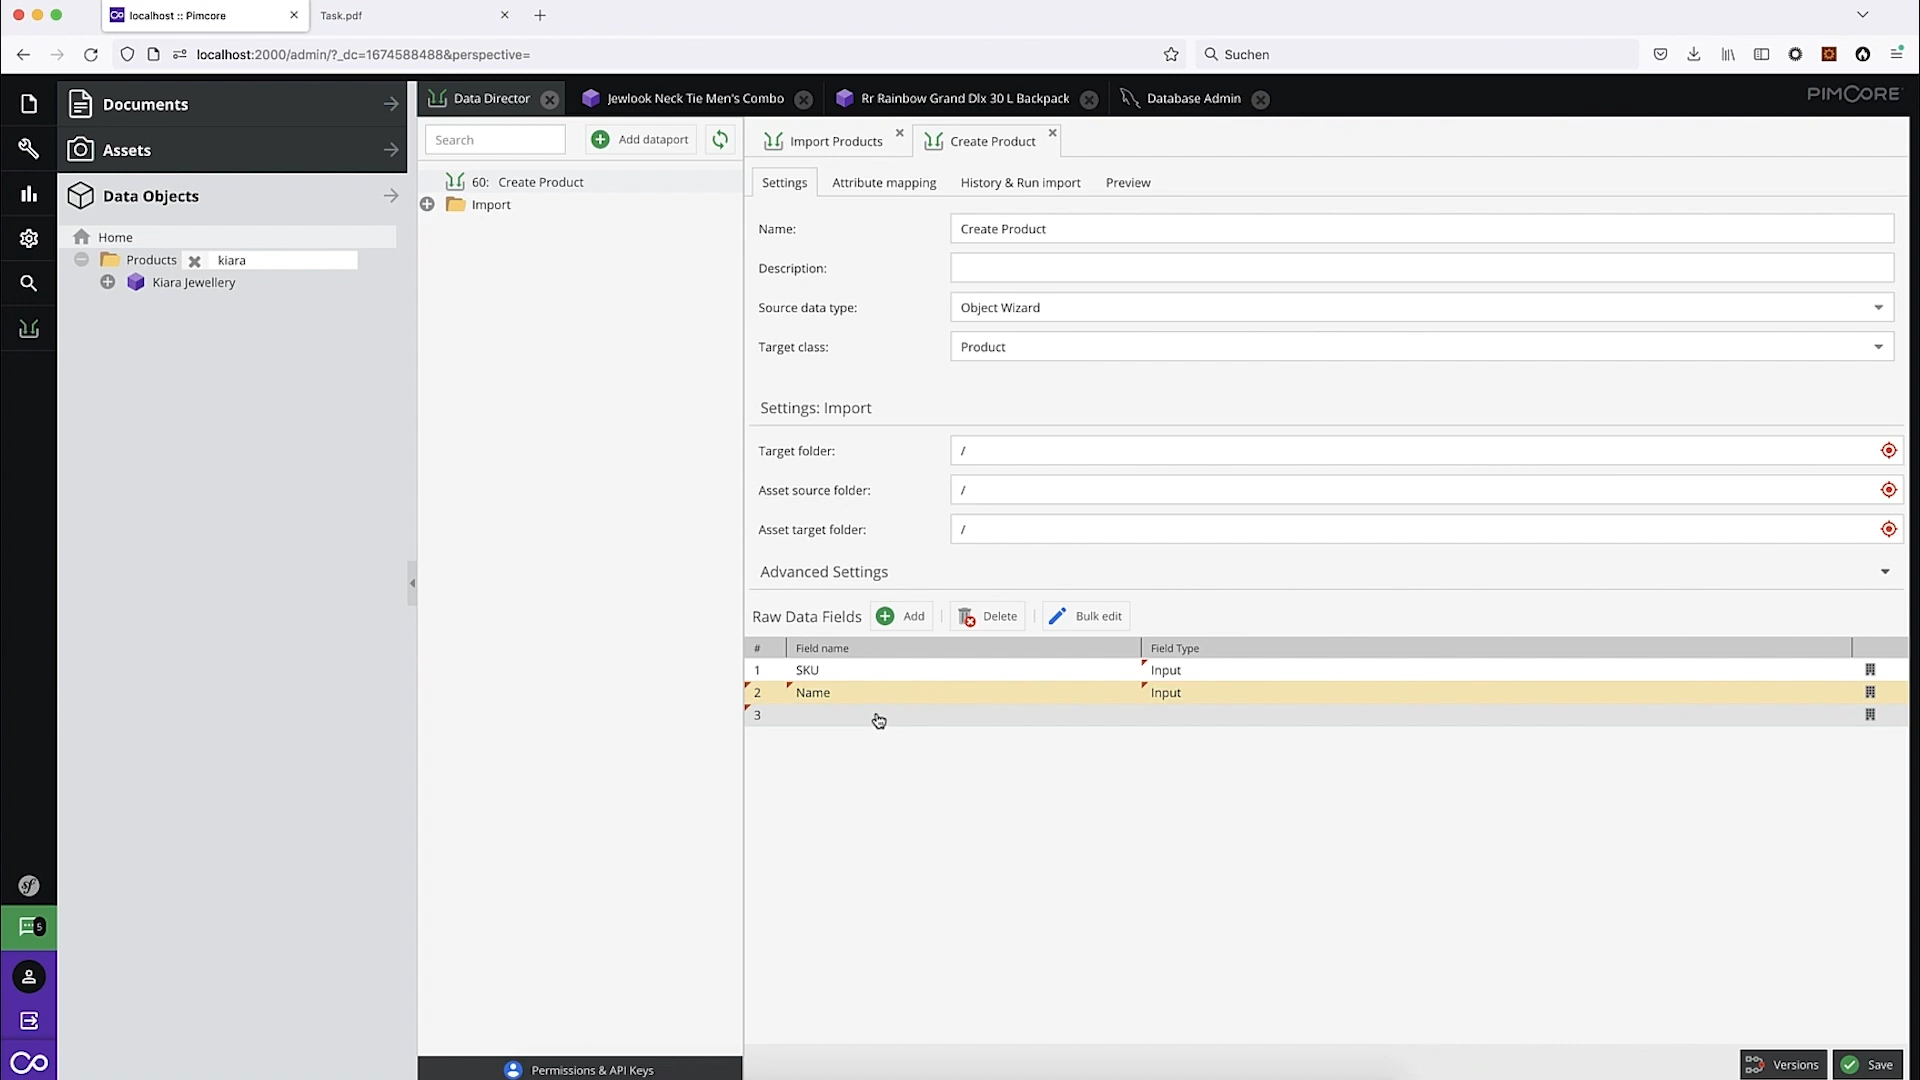 localhost :: Pimcore
Task.pdf
localhost:2000/admin/?_dc=1674588488&perspective=
Suchen
Documents
Assets
Data Objects
Home
Products
kiara
Kiara Jewellery
5
Data Director
Jewlook Neck Tie Men's Combo
Rr Rainbow Grand Dlx 30 L Backpack
Database Admin
PIMCORE
Search
Add dataport
60: Create Product
Import
Permissions & API Keys
Import Products
Create Product
Settings
Attribute mapping
History & Run import
Preview
Name:
Create Product
Description:
Source data type:
Object Wizard
Target class:
Product
Settings: Import
Target folder:
/
Asset source folder:
/
Asset target folder:
/
Advanced Settings
Raw Data Fields
Add
Delete
Bulk edit
# Field name Field Type
1 SKU Input
2 Name Input
3
Versions
Save